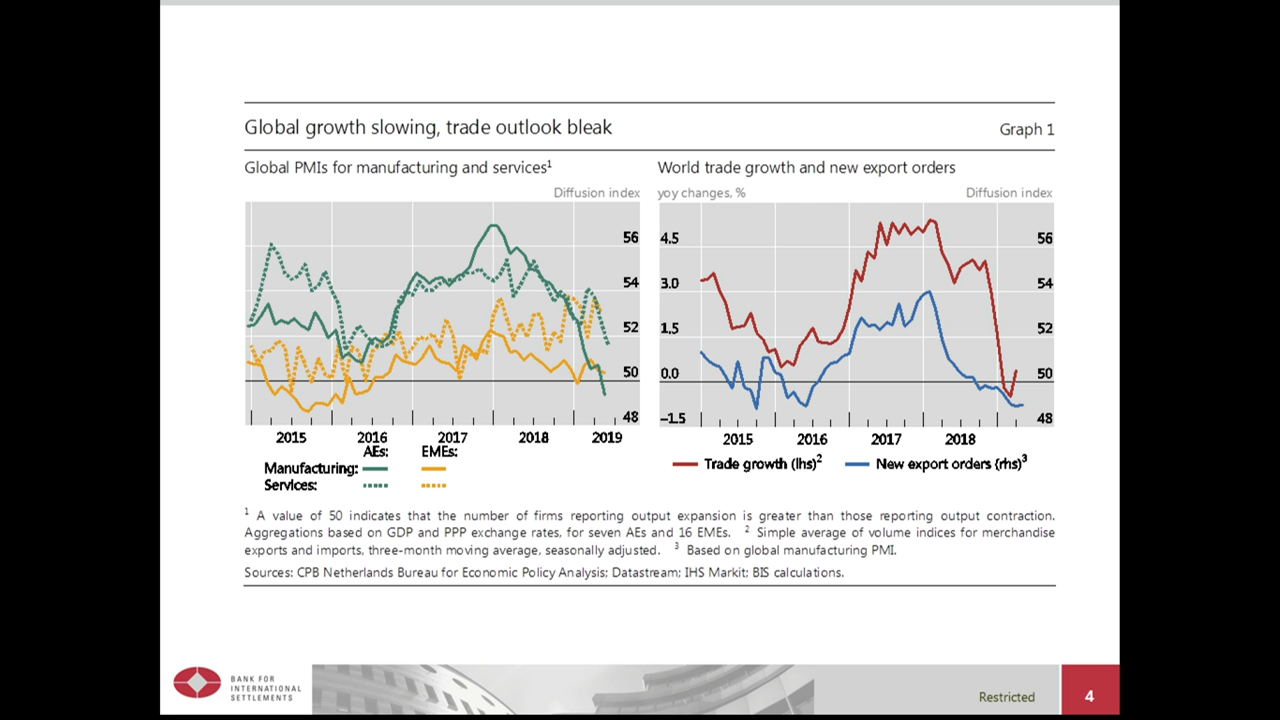 Global growth slowing, trade outlook bleak
Graph 1
Global PMIs for manufacturing and services¹
Diffusion index
56
54
52
50
48
2015 2016 2017 2018 2019
AEs: EMEs:
Manufacturing:
Services:
World trade growth and new export orders
yoy changes, % Diffusion index
4.5 56
3.0 54
1.5 52
0.0 50
–1.5 48
2015 2016 2017 2018
Trade growth (lhs)² New export orders (rhs)³
¹ A value of 50 indicates that the number of firms reporting output expansion is greater than those reporting output contraction.
Aggregations based on GDP and PPP exchange rates, for seven AEs and 16 EMEs. ² Simple average of volume indices for merchandise
exports and imports, three-month moving average, seasonally adjusted. ³ Based on global manufacturing PMI.
Sources: CPB Netherlands Bureau for Economic Policy Analysis; Datastream; IHS Markit; BIS calculations.
BANK FOR
INTERNATIONAL
SETTLEMENTS
Restricted
4